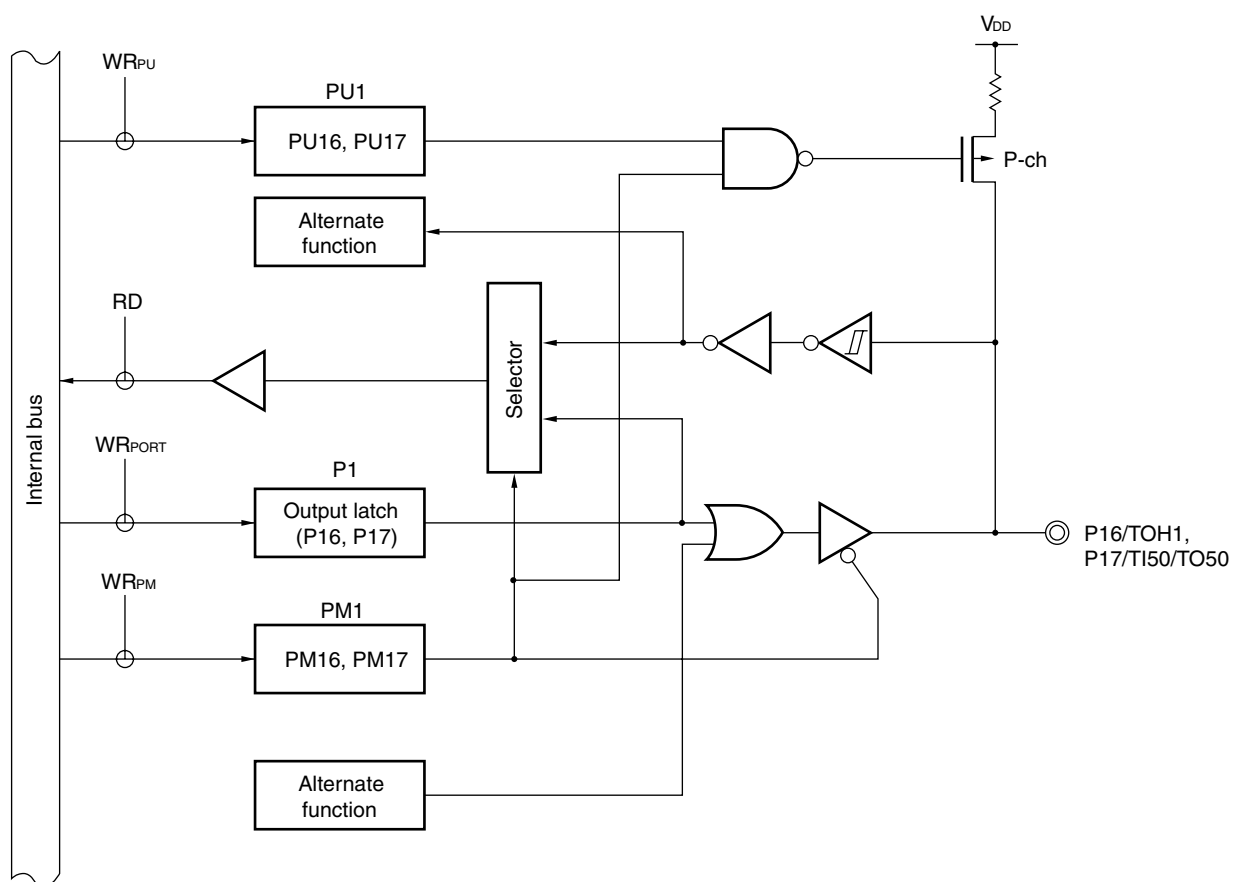 VDD
WRPU
PU1
PU16, PU17
P-ch
Alternate
function
RD
Selector
Internal bus
WRPORT
P1
Output latch
(P16, P17)
P16/TOH1,
P17/TI50/TO50
WRPM
PM1
PM16, PM17
Alternate
function